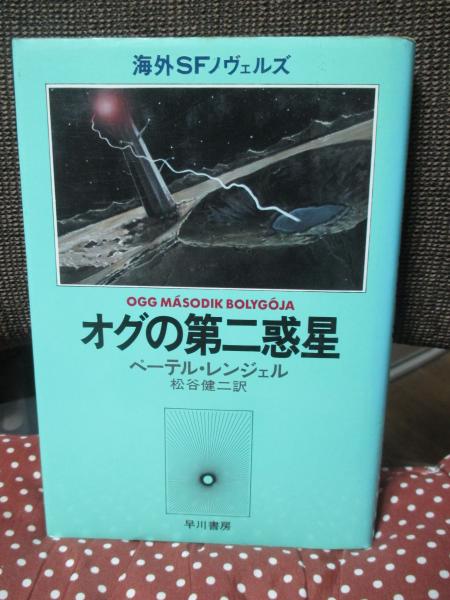 海外SFノヴェルズ
OGG MÁSODIK BOLYGÓJA
オグの第二惑星
ペーテル・レンジェル
松谷健二訳
早川書房